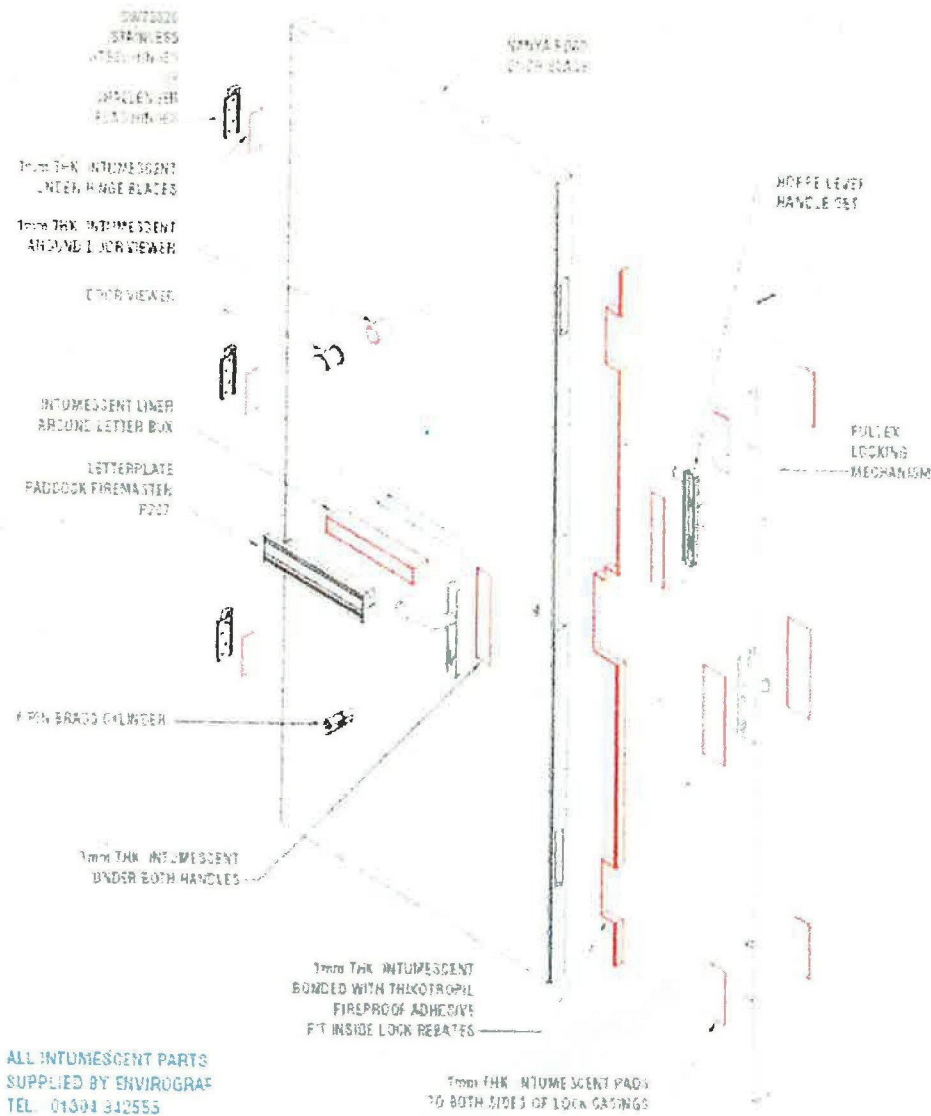 STAINLESS
1mm THK INTUMESCENT
UNDER HINGE BLADES
1mm THK INTUMESCENT
AROUND DOOR VIEWER
DOOR VIEWER
INTUMESCENT LINER
AROUND LETTER BOX
LETTERPLATE
PADDOCK FIREMASTER
BRASS CYLINDER
1mm THK INTUMESCENT
UNDER BOTH HANDLES
1mm THK INTUMESCENT
BONDED WITH THIXOTROPIC
FIREPROOF ADHESIVE
FIT INSIDE LOCK REBATES
DOOR
HOPPE LEVER
HANDLE SET
FULLEX
LOCKING
MECHANISM
1mm THK INTUMESCENT PADS
TO BOTH SIDES OF LOCK CASINGS
ALL INTUMESCENT PARTS
SUPPLIED BY ENVIROGRAF
TEL. 01304 842555